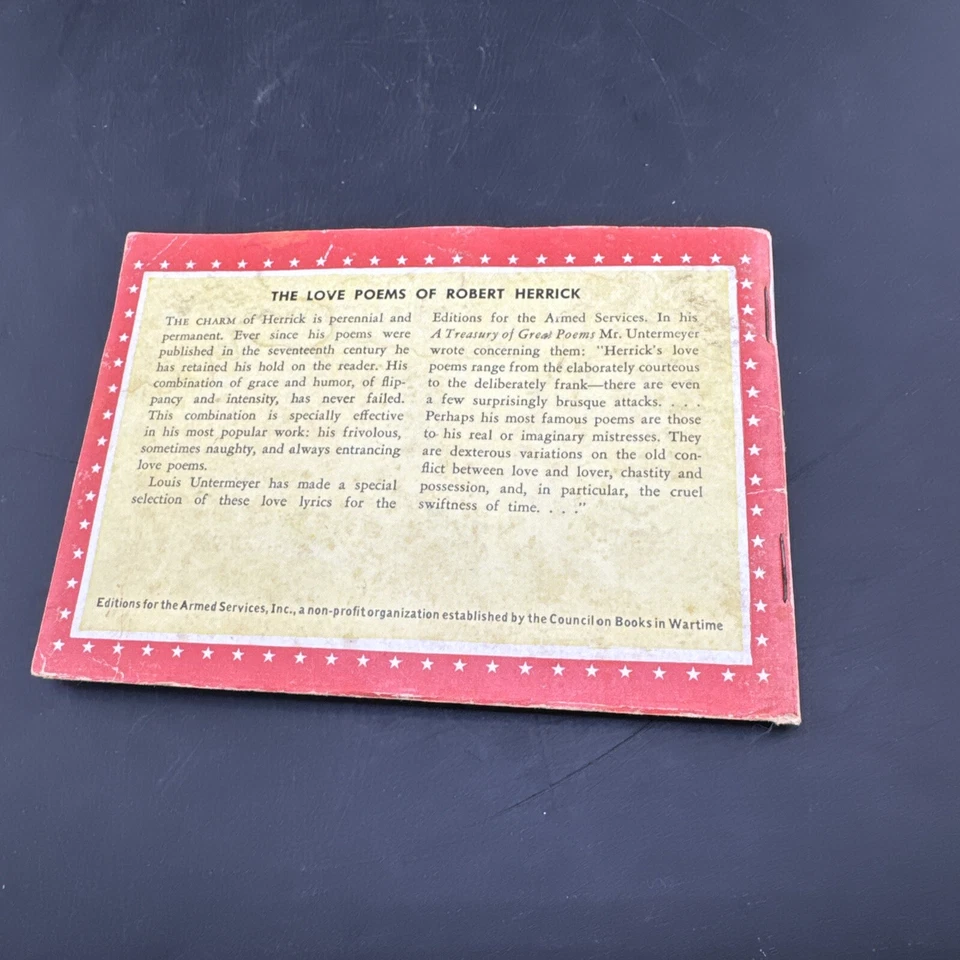 THE LOVE POEMS OF ROBERT HERRICK
THE CHARM of Herrick is perennial and
permanent. Ever since his poems were
published in the seventeenth century he
has retained his hold on the reader. His
combination of grace and humor, of flip-
pancy and intensity, has never failed.
This combination is specially effective
in his most popular work: his frivolous,
sometimes naughty, and always entrancing
love poems.
Louis Untermeyer has made a special
selection of these love lyrics for the
Editions for the Armed Services. In his
A Treasury of Great Poems Mr. Untermeyer
wrote concerning them: "Herrick's love
poems range from the elaborately courteous
to the deliberately frank—there are even
a few surprisingly brusque attacks. . . .
Perhaps his most famous poems are those
to his real or imaginary mistresses. They
are dexterous variations on the old con-
flict between love and lover, chastity and
possession, and, in particular, the cruel
swiftness of time. . . ."
Editions for the Armed Services, Inc., a non-profit organization established by the Council on Books in Wartime